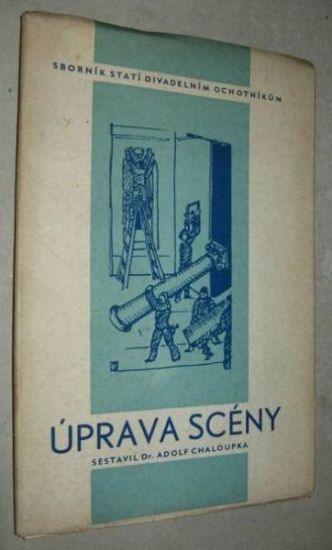 SBORNÍK STATÍ DIVADELNÍM OCHOTNÍKŮM
ÚPRAVA SCÉNY
SESTAVIL Dr. ADOLF CHALOUPKA